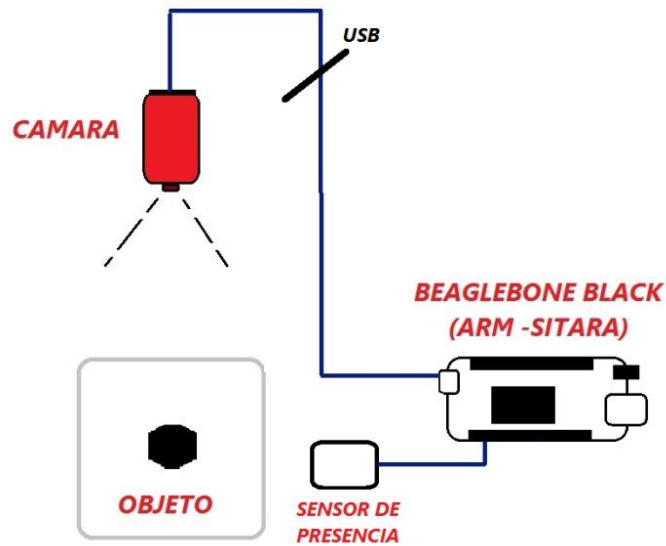 USB
CAMARA
BEAGLEBONE BLACK
(ARM -SITARA)
OBJETO
SENSOR DE
PRESENCIA